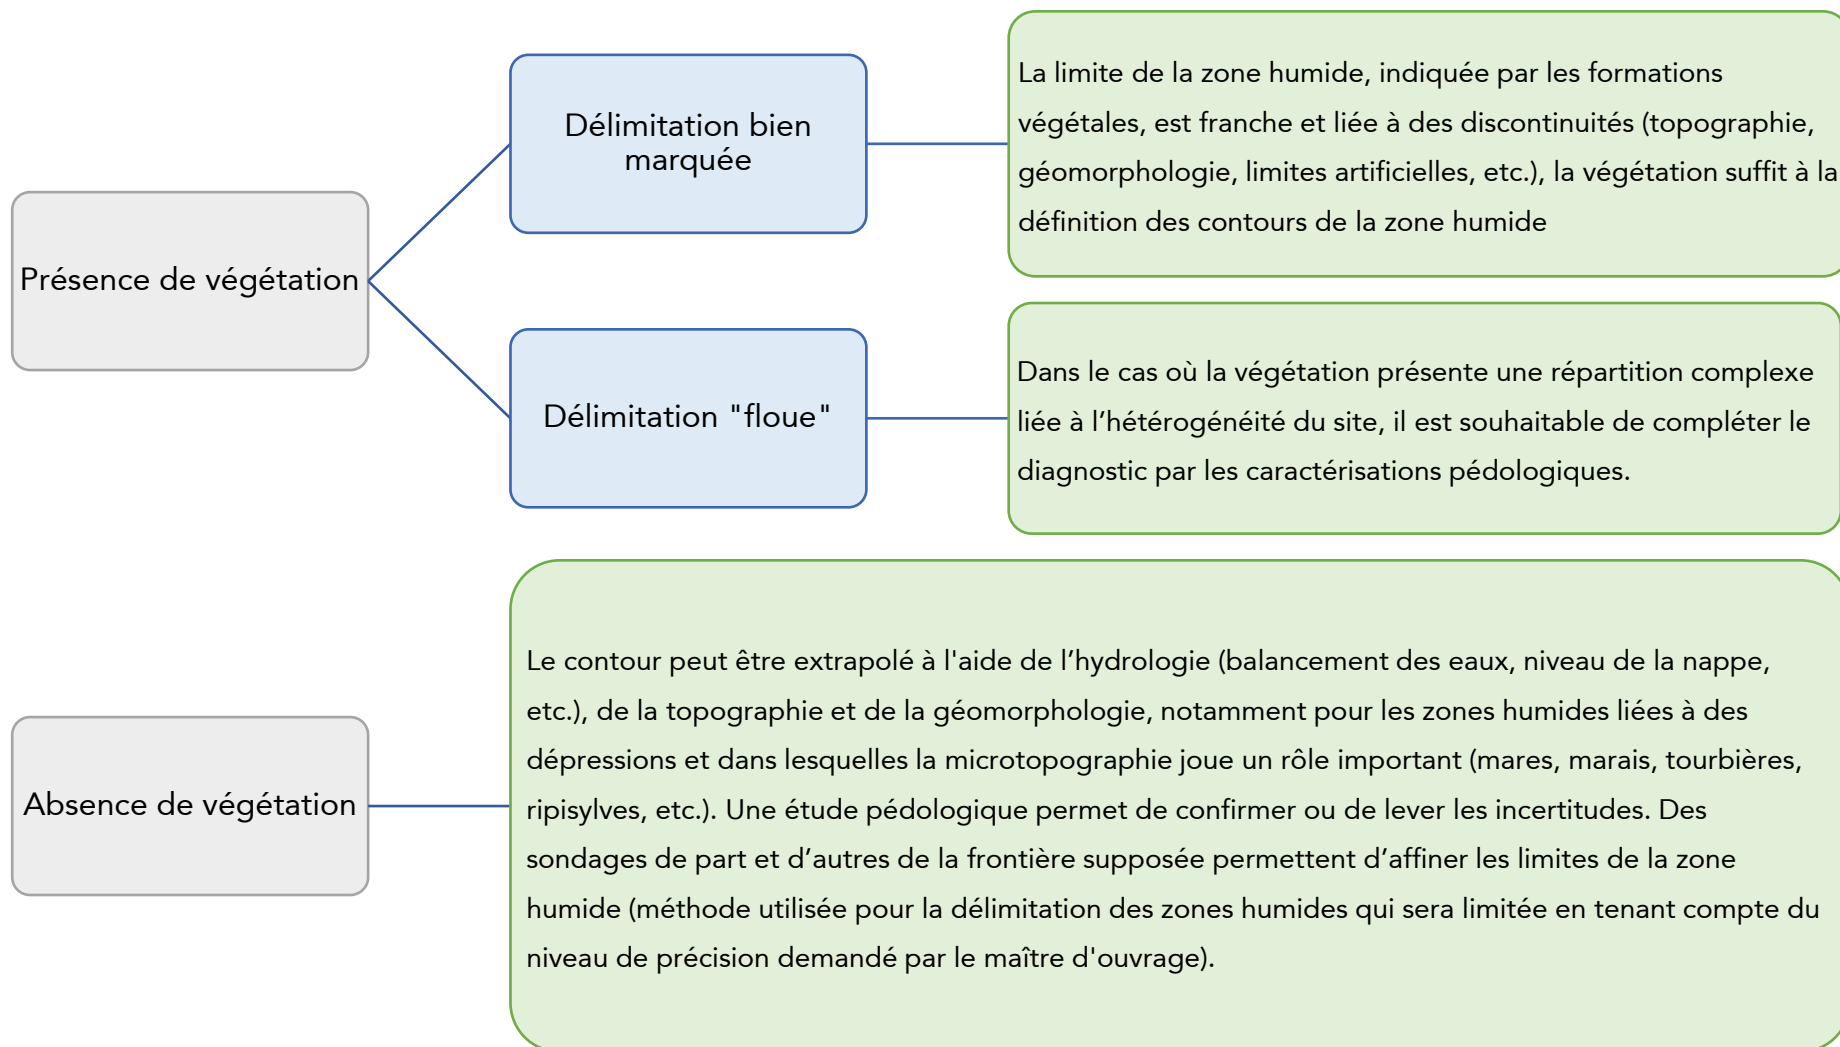 Délimitation bien
marquée
La limite de la zone humide, indiquée par les formations
végétales, est franche et liée à des discontinuités (topographie,
géomorphologie, limites artificielles, etc.), la végétation suffit à la
définition des contours de la zone humide
Présence de végétation
Délimitation "floue"
Dans le cas où la végétation présente une répartition complexe
liée à l’hétérogénéité du site, il est souhaitable de compléter le
diagnostic par les caractérisations pédologiques.
Absence de végétation
Le contour peut être extrapolé à l'aide de l’hydrologie (balancement des eaux, niveau de la nappe,
etc.), de la topographie et de la géomorphologie, notamment pour les zones humides liées à des
dépressions et dans lesquelles la microtopographie joue un rôle important (mares, marais, tourbières,
ripisylves, etc.). Une étude pédologique permet de confirmer ou de lever les incertitudes. Des
sondages de part et d’autres de la frontière supposée permettent d’affiner les limites de la zone
humide (méthode utilisée pour la délimitation des zones humides qui sera limitée en tenant compte du
niveau de précision demandé par le maître d'ouvrage).